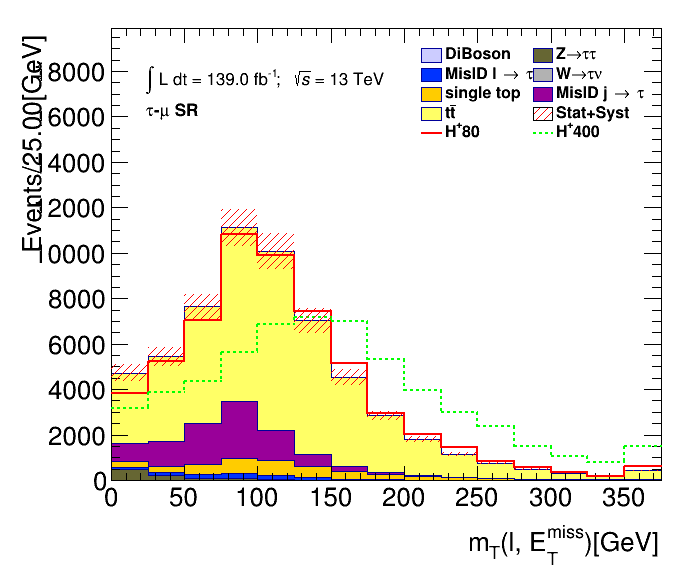 Events/25.00[GeV]
8000
6000
4000
2000
10000
8000
6000
4000
2000
0
∫ L dt = 139.0 fb⁻¹; √s = 13 TeV
τ-μ SR
DiBoson
Z→ττ
MisID l → τ
W→τν
single top
MisID j → τ
tt̄
Stat+Syst
H⁺80
H⁺400
0 50 100 150 200 250 300 350
m_T(l, E_T^miss)[GeV]